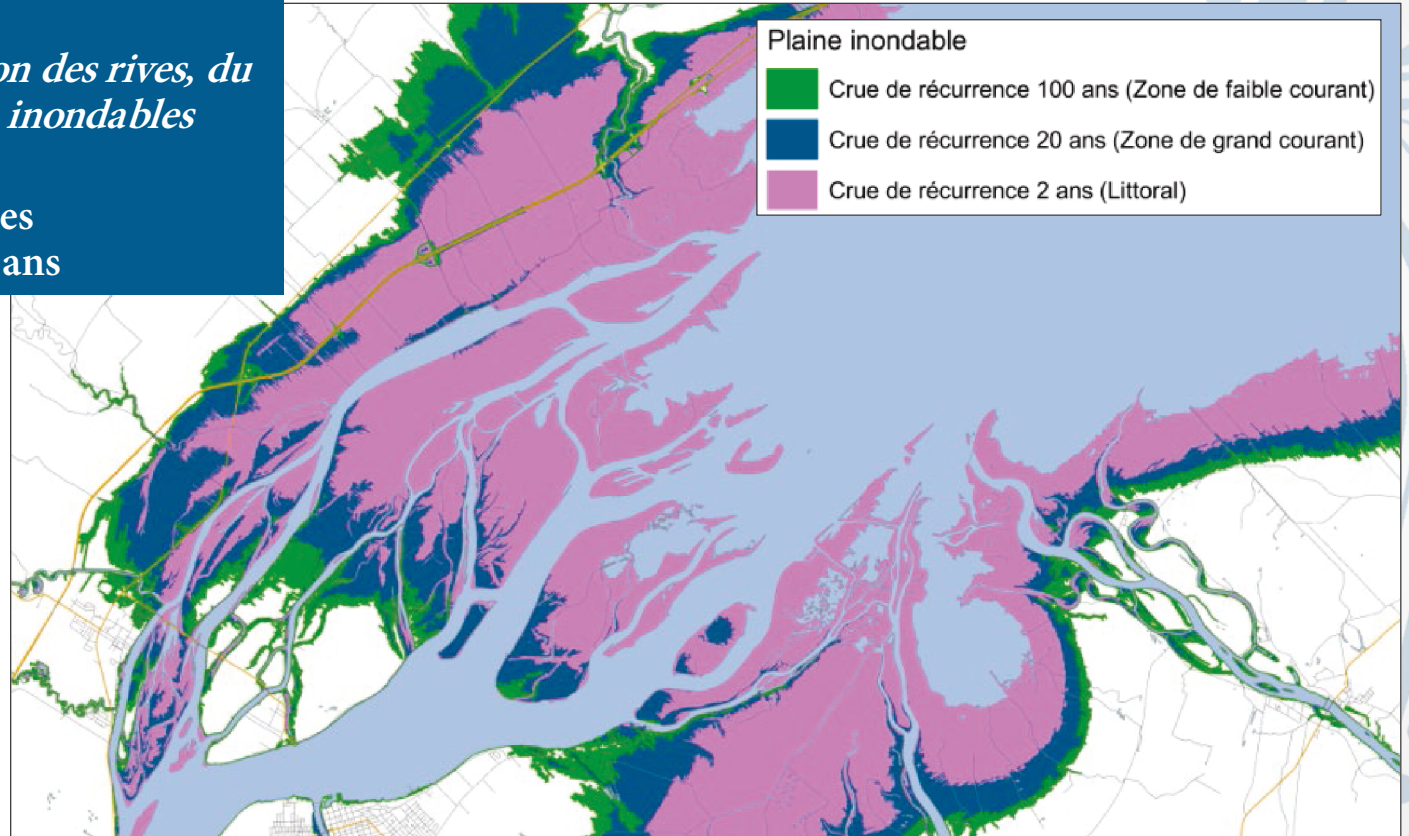 on des rives, du
inondables
es
ans
Plaine inondable
Crue de récurrence 100 ans (Zone de faible courant)
Crue de récurrence 20 ans (Zone de grand courant)
Crue de récurrence 2 ans (Littoral)